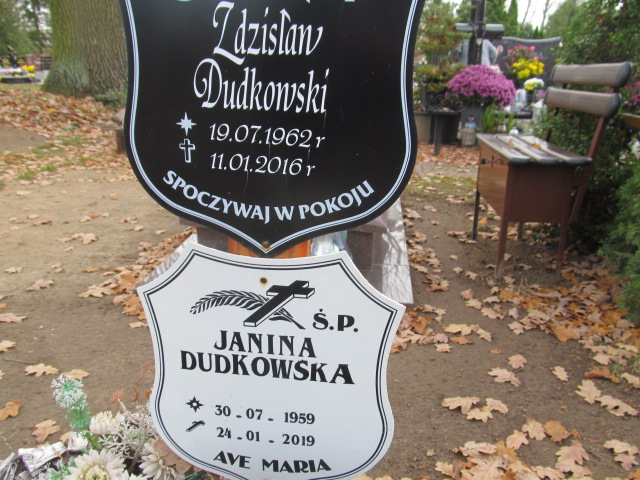 Zdzisław
Dudkowski
19.07.1962 r
11.01.2016 r
SPOCZYWAJ W POKOJU
Ś.P.
JANINA
DUDKOWSKA
30-07-1959
24-01-2019
AVE MARIA